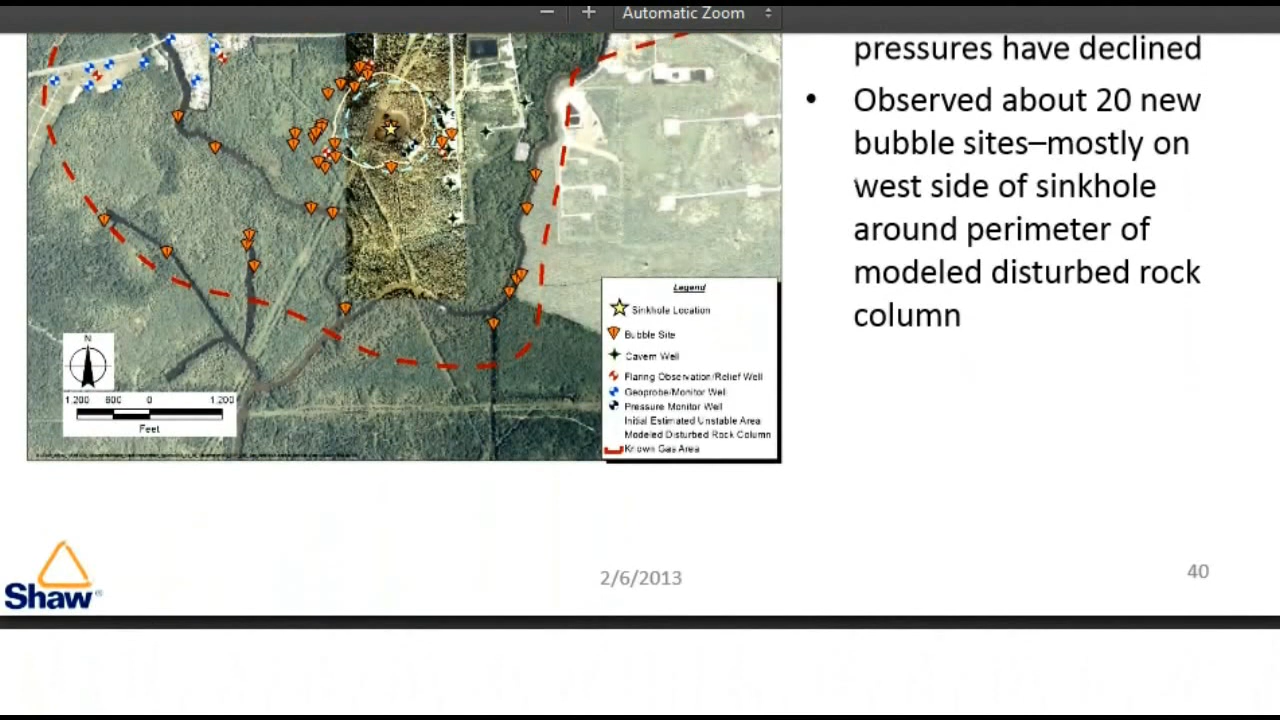 Automatic Zoom
pressures have declined
• Observed about 20 new
bubble sites–mostly on
west side of sinkhole
around perimeter of
modeled disturbed rock
column
Legend
Sinkhole Location
Bubble Site
Cavern Well
Flaring Observation/Relief Well
Geoprobe/Monitor Well
Pressure Monitor Well
Initial Estimated Unstable Area
Modeled Disturbed Rock Column
Known Gas Area
N
1,200 600 0 1,200
Feet
Shaw®
2/6/2013
40